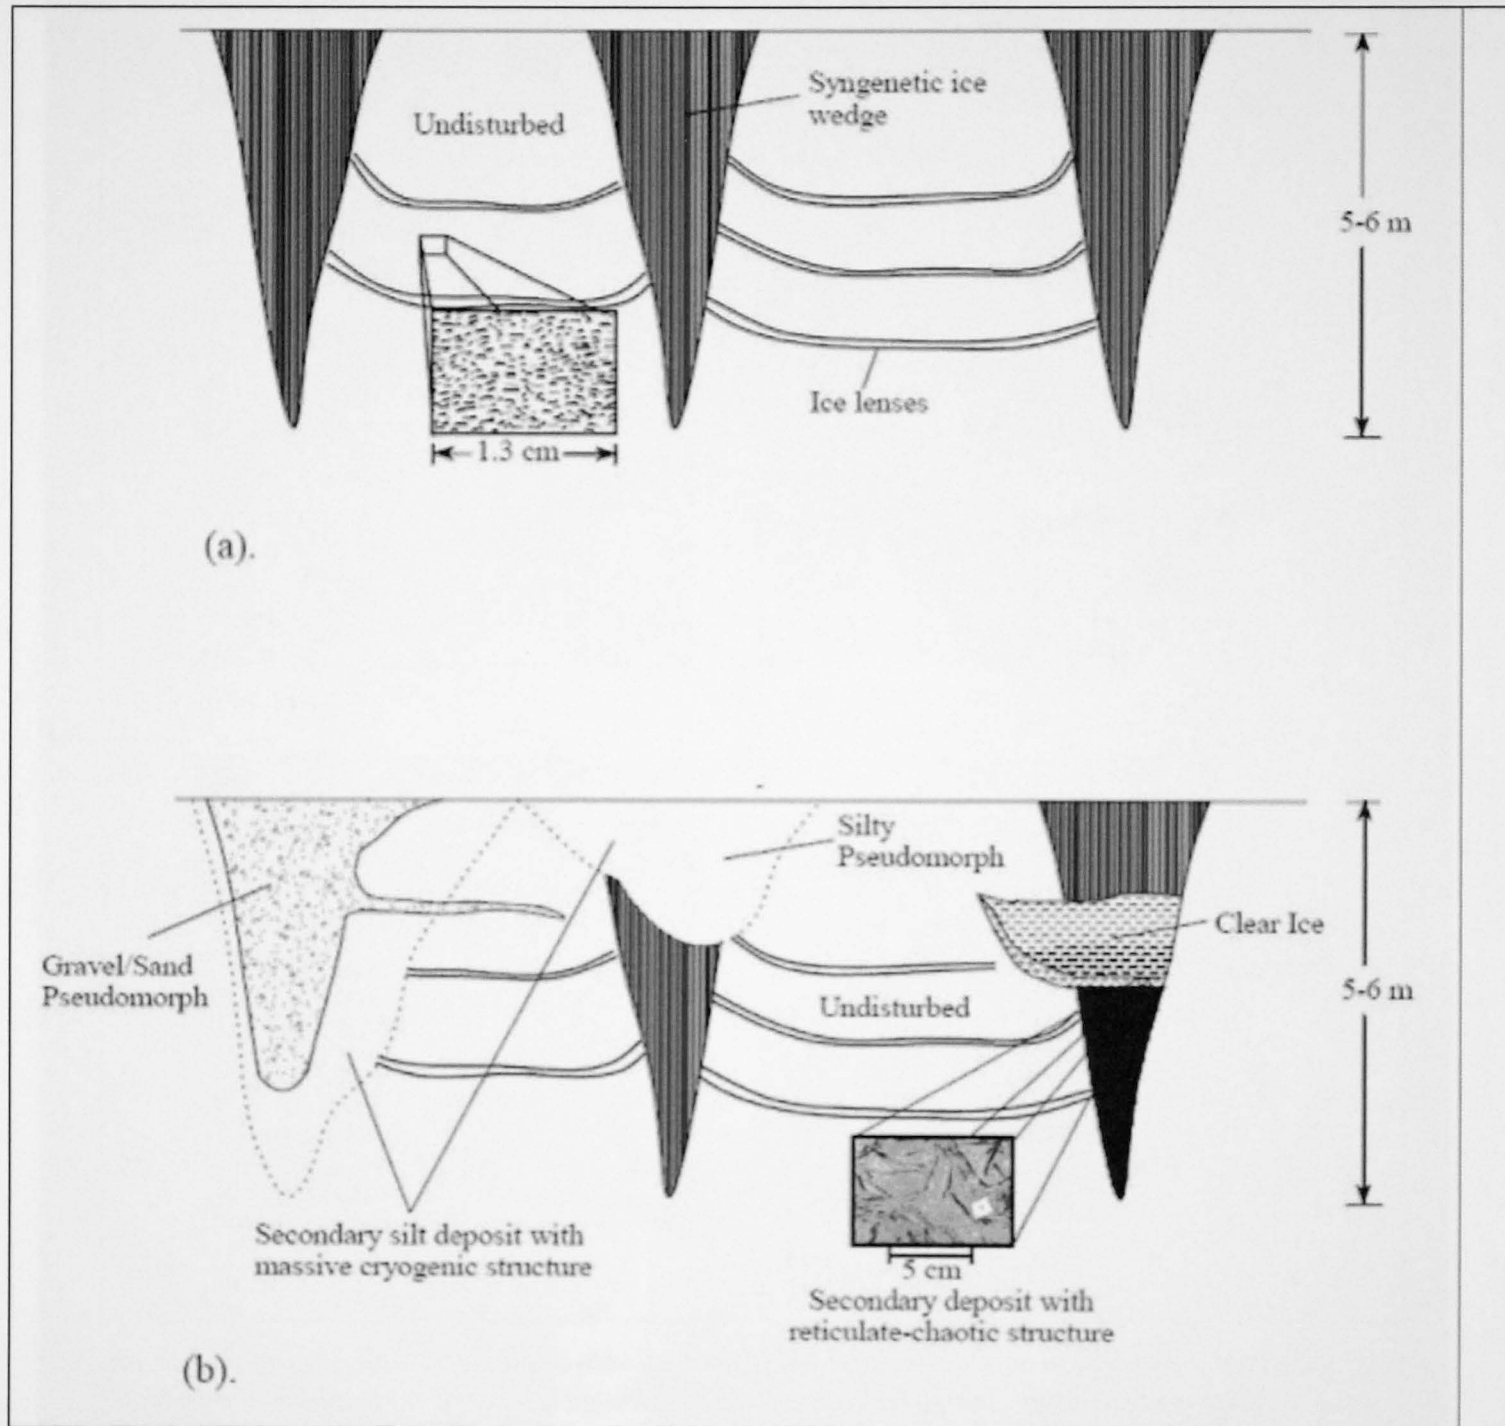 Syngenetic ice
wedge
Undisturbed
5-6 m
Ice lenses
1.3 cm
(a).
Silty
Pseudomorph
Clear Ice
Gravel/Sand
Pseudomorph
5-6 m
Undisturbed
Secondary silt deposit with
massive cryogenic structure
5 cm
Secondary deposit with
reticulate-chaotic structure
(b).